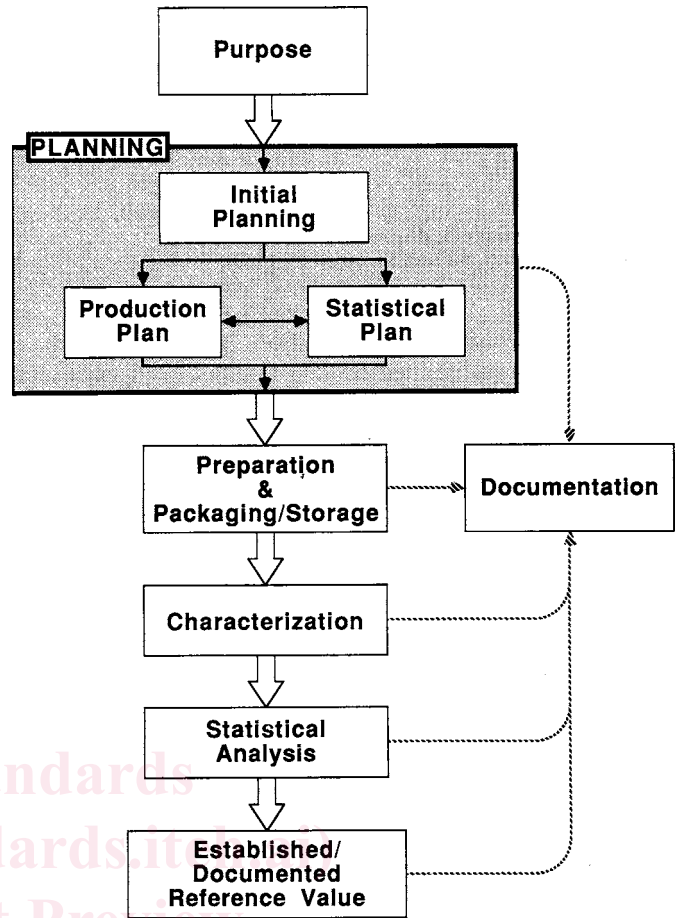 Purpose
PLANNING
Initial
Planning
Production
Plan
Statistical
Plan
Preparation
&
Packaging/Storage
Documentation
Characterization
Statistical
Analysis
Established/
Documented
Reference Value